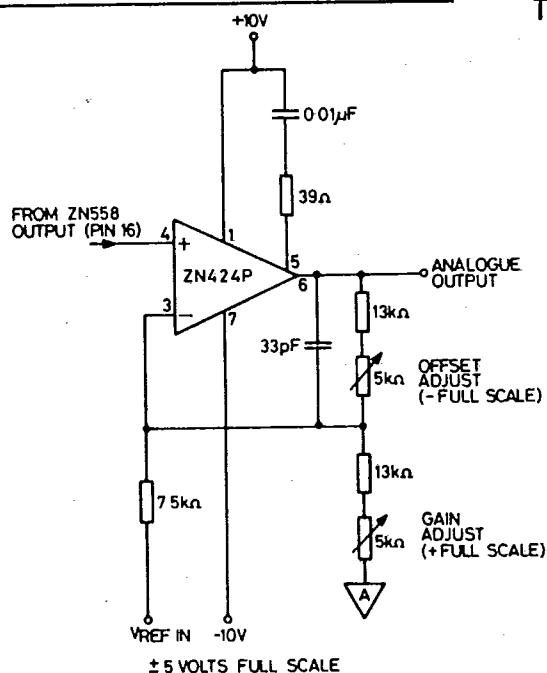 T
+10V
0·01µF
39Ω
FROM ZN558
OUTPUT (PIN 16)
4
+
1
ZN424P
5
6
ANALOGUE
OUTPUT
3
−
7
33pF
13kΩ
5kΩ
OFFSET
ADJUST
(−FULL SCALE)
7 5kΩ
13kΩ
5kΩ
GAIN
ADJUST
(+FULL SCALE)
A
VREF IN
-10V
±5 VOLTS FULL SCALE